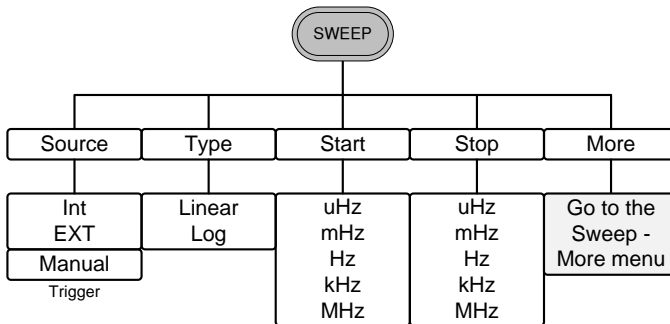 SWEEP
Source
Type
Start
Stop
More
Int
EXT
Manual
Trigger
Linear
Log
uHz
mHz
Hz
kHz
MHz
uHz
mHz
Hz
kHz
MHz
Go to the
Sweep -
More menu